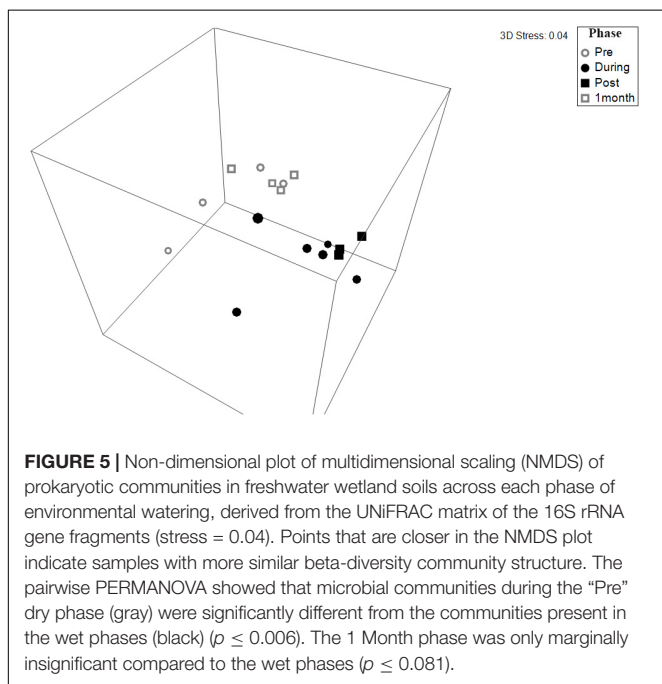 3D Stress: 0.04
Phase
Pre
During
Post
1month
FIGURE 5 | Non-dimensional plot of multidimensional scaling (NMDS) of
prokaryotic communities in freshwater wetland soils across each phase of
environmental watering, derived from the UNiFRAC matrix of the 16S rRNA
gene fragments (stress = 0.04). Points that are closer in the NMDS plot
indicate samples with more similar beta-diversity community structure. The
pairwise PERMANOVA showed that microbial communities during the “Pre”
dry phase (gray) were significantly different from the communities present in
the wet phases (black) (p ≤ 0.006). The 1 Month phase was only marginally
insignificant compared to the wet phases (p ≤ 0.081).